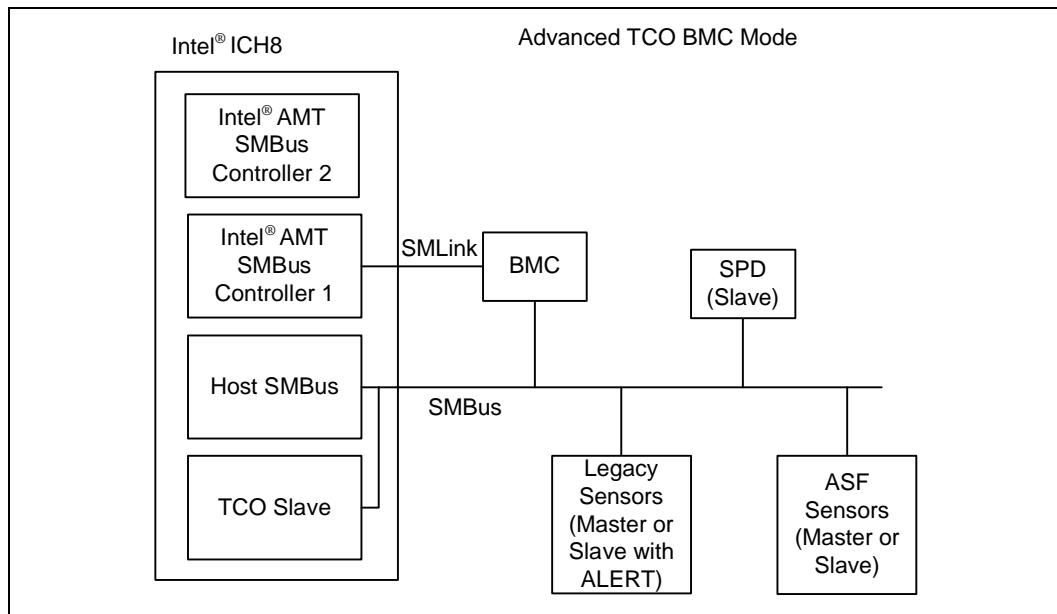 Advanced TCO BMC Mode
Intel® ICH8
Intel® AMT
SMBus
Controller 2
Intel® AMT
SMBus
Controller 1
SMLink
BMC
SPD
(Slave)
Host SMBus
SMBus
TCO Slave
Legacy
Sensors
(Master or
Slave with
ALERT)
ASF
Sensors
(Master or
Slave)